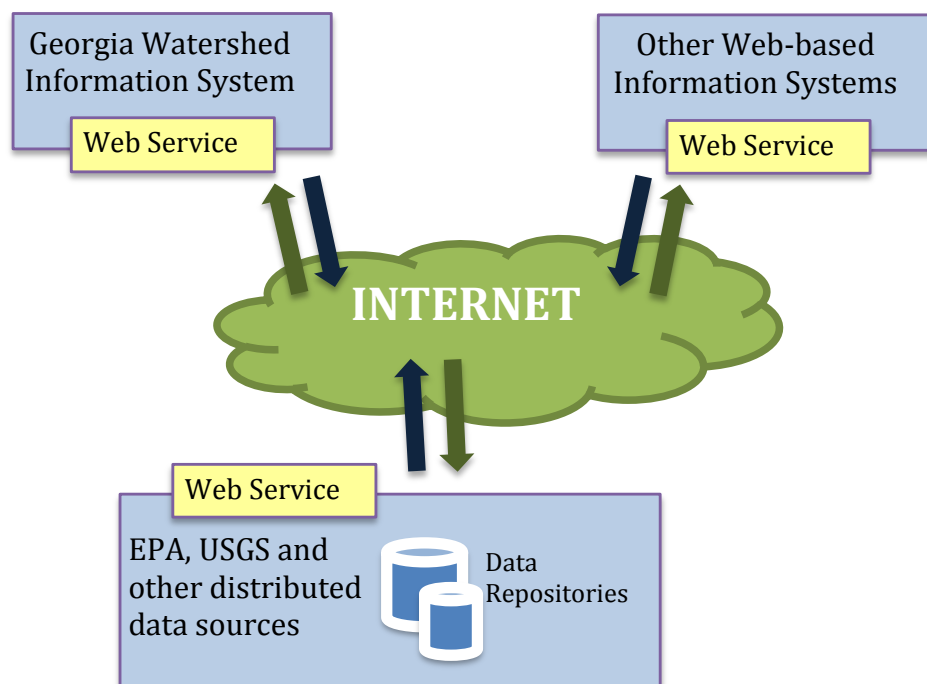 Georgia Watershed
Information System
Web Service
Other Web-based
Information Systems
Web Service
INTERNET
Web Service
EPA, USGS and
other distributed
data sources
Data
Repositories